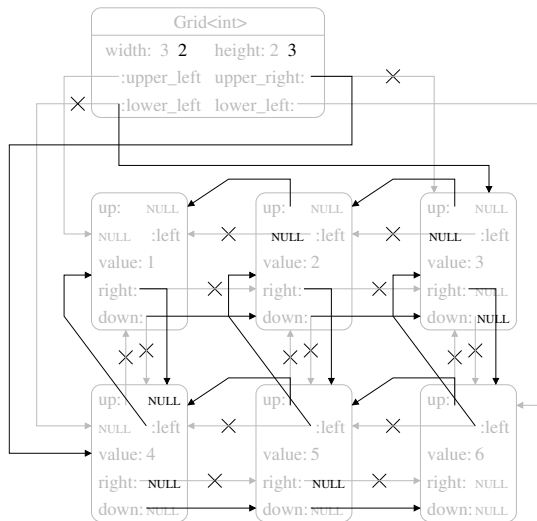 Grid<int>
width: 3 2 height: 2 3
:upper_left upper_right:
:lower_left lower_left:
up: NULL up: NULL up: NULL
NULL :left NULL :left NULL :left
value: 1 value: 2 value: 3
right: right: right: NULL
down: down: down: NULL
up: NULL up: up:
NULL :left :left :left
value: 4 value: 5 value: 6
right: NULL right: NULL right: NULL
down: NULL down: NULL down: NULL